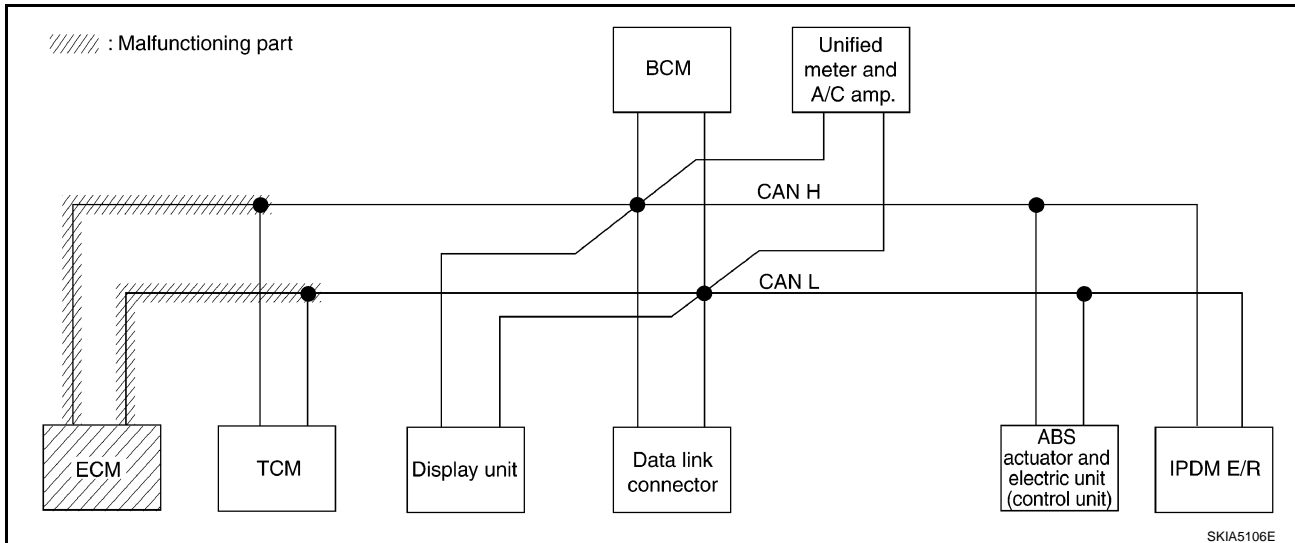 : Malfunctioning part
BCM
Unified
meter and
A/C amp.
CAN H
CAN L
ECM
TCM
Display unit
Data link
connector
ABS
actuator and
electric unit
(control unit)
IPDM E/R
SKIA5106E